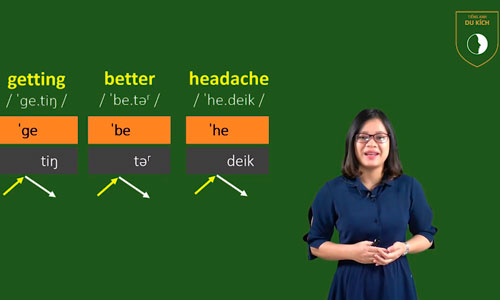 TIẾNG ANH
DU KÍCH
getting better headache
/ ˈge.tiŋ / / ˈbe.təʳ / / ˈhe.deik /
ˈge ˈbe ˈhe
tiŋ təʳ deik